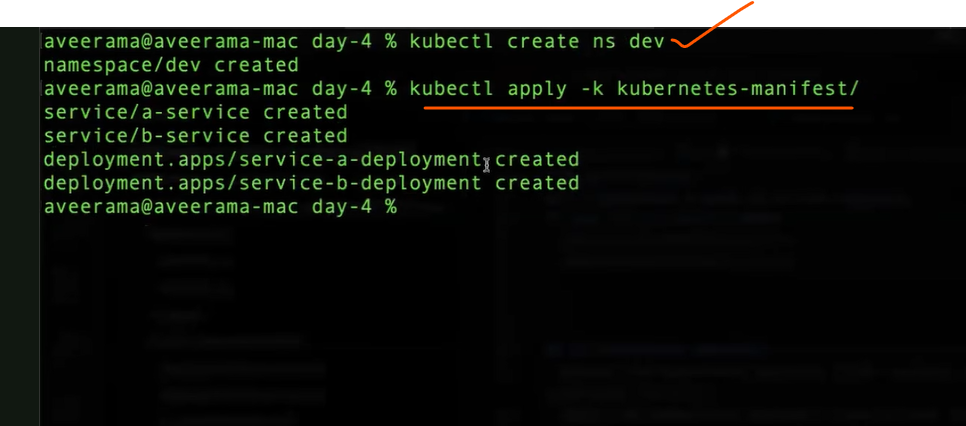 aveerama@aveerama-mac day-4 % kubectl create ns dev
namespace/dev created
aveerama@aveerama-mac day-4 % kubectl apply -k kubernetes-manifest/
service/a-service created
service/b-service created
deployment.apps/service-a-deployment created
deployment.apps/service-b-deployment created
aveerama@aveerama-mac day-4 %